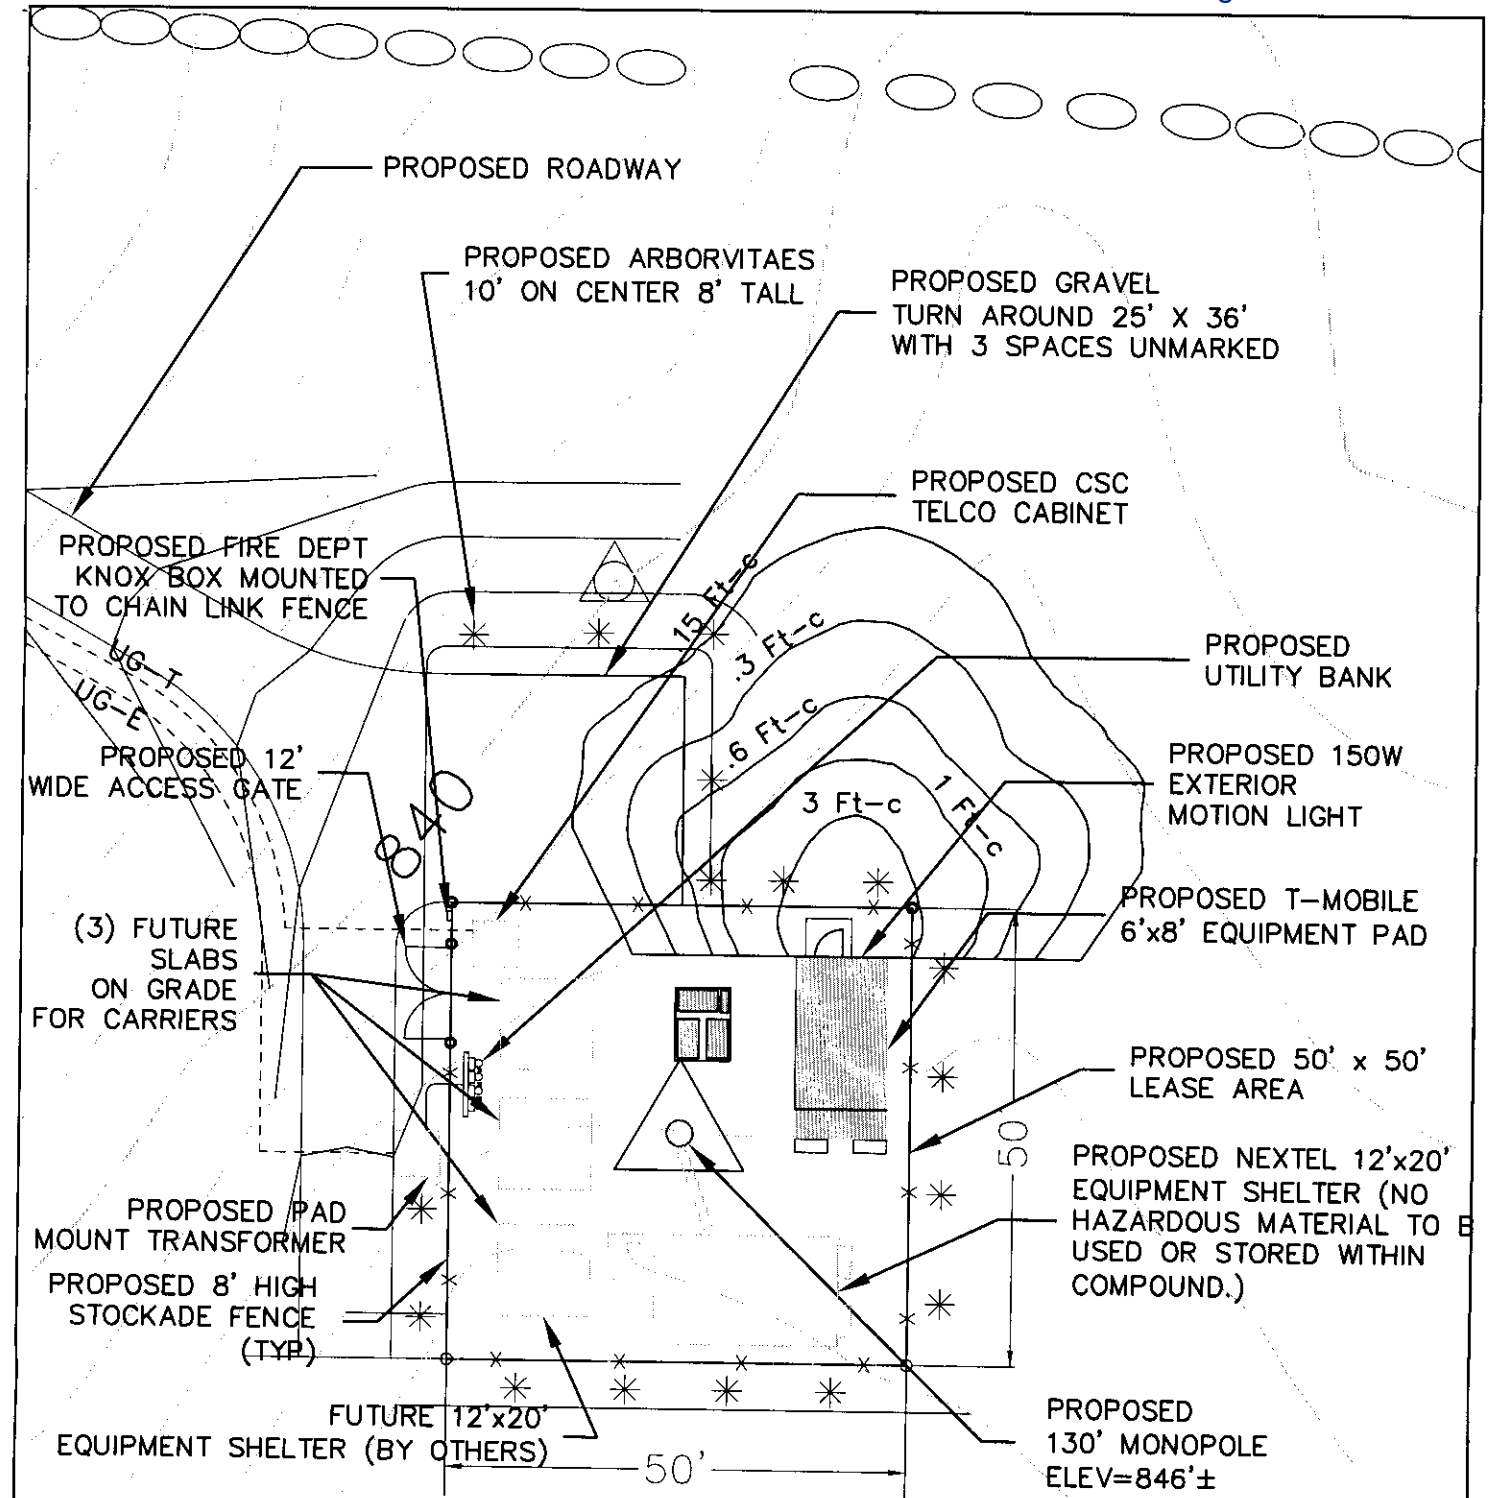 PROPOSED ROADWAY
PROPOSED ARBORVITAES
10' ON CENTER 8' TALL
PROPOSED GRAVEL
TURN AROUND 25' X 36'
WITH 3 SPACES UNMARKED
PROPOSED CSC
TELCO CABINET
PROPOSED FIRE DEPT
KNOX BOX MOUNTED
TO CHAIN LINK FENCE
.15 Ft-c
.3 Ft-c
.6 Ft-c
1 Ft-c
3 Ft-c
UG-T
UG-E
PROPOSED
UTILITY BANK
PROPOSED 12'
WIDE ACCESS GATE
840
PROPOSED 150W
EXTERIOR
MOTION LIGHT
(3) FUTURE
SLABS
ON GRADE
FOR CARRIERS
PROPOSED T-MOBILE
6'x8' EQUIPMENT PAD
PROPOSED 50' x 50'
LEASE AREA
50
PROPOSED NEXTEL 12'x20'
EQUIPMENT SHELTER (NO
HAZARDOUS MATERIAL TO B
USED OR STORED WITHIN
COMPOUND.)
PROPOSED PAD
MOUNT TRANSFORMER
PROPOSED 8' HIGH
STOCKADE FENCE
(TYP)
FUTURE 12'x20'
EQUIPMENT SHELTER (BY OTHERS)
50'
PROPOSED
130' MONOPOLE
ELEV=846'±